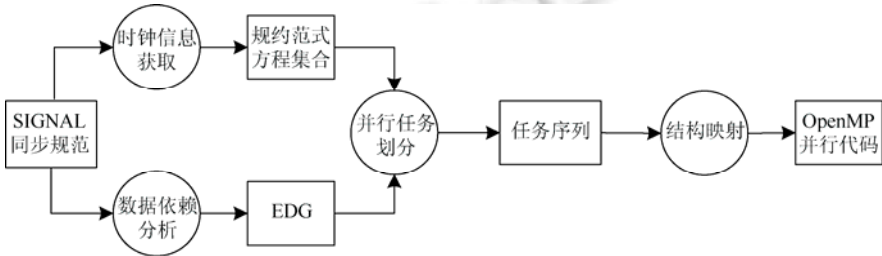 时钟信息
获取
规约范式
方程集合
SIGNAL
同步规范
并行任务
划分
任务序列
结构映射
OpenMP
并行代码
数据依赖
分析
EDG